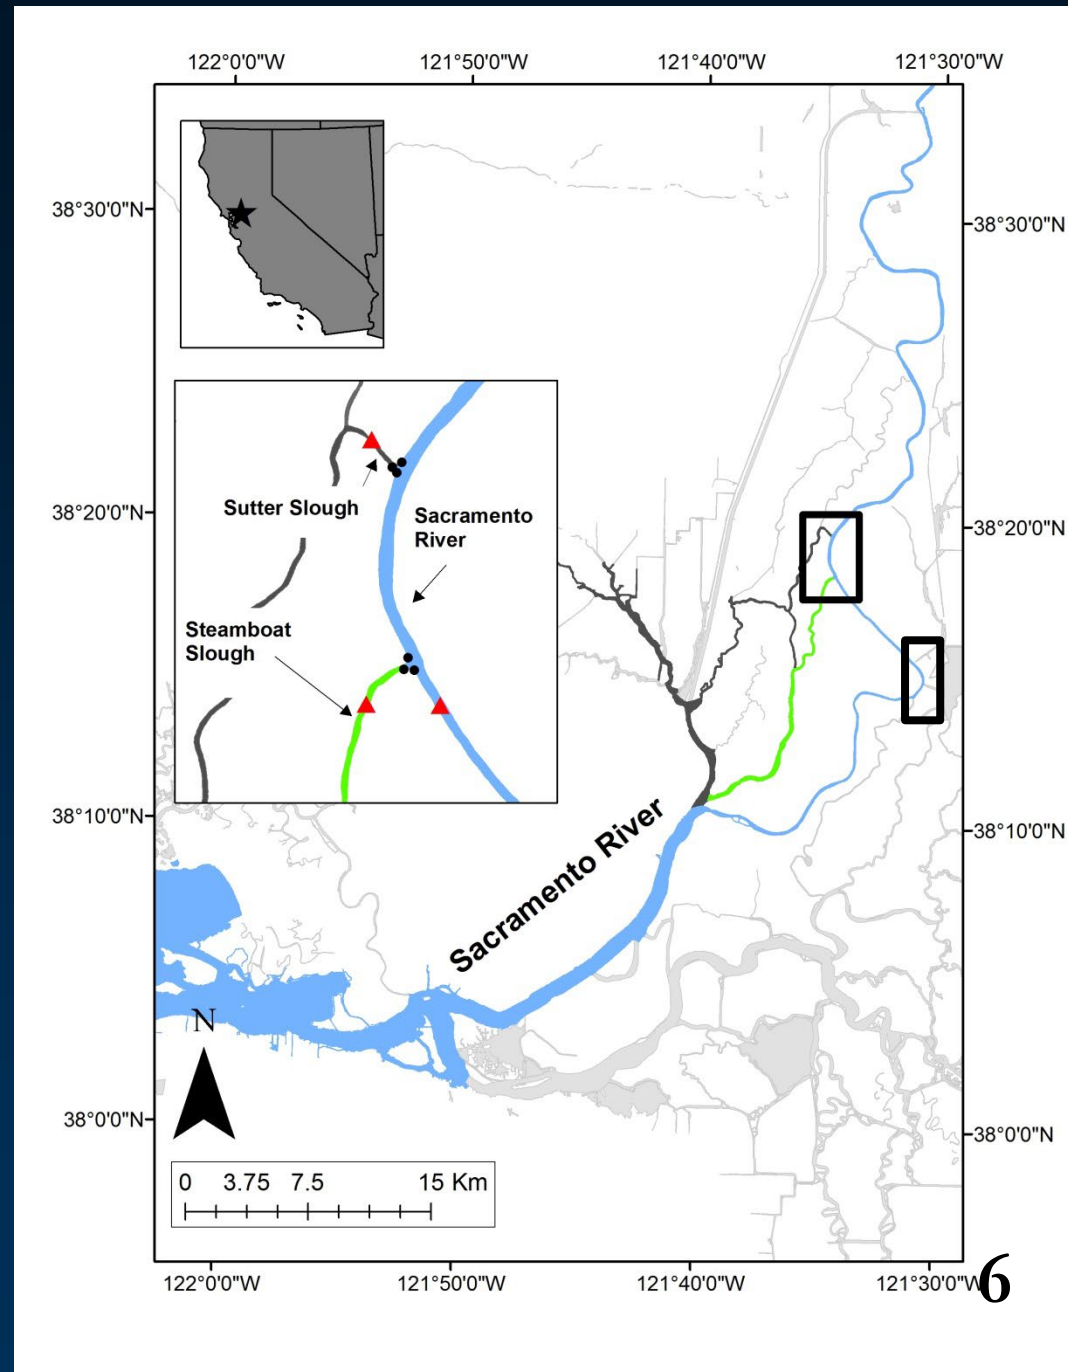 122°0'0"W 121°50'0"W 121°40'0"W 121°30'0"W
38°30'0"N
38°30'0"N
Sutter Slough
Sacramento
River
38°20'0"N
38°20'0"N
Steamboat
Slough
38°10'0"N
38°10'0"N
Sacramento River
N
38°0'0"N
38°0'0"N
0 3.75 7.5 15 Km
122°0'0"W 121°50'0"W 121°40'0"W 121°30'0"W
6